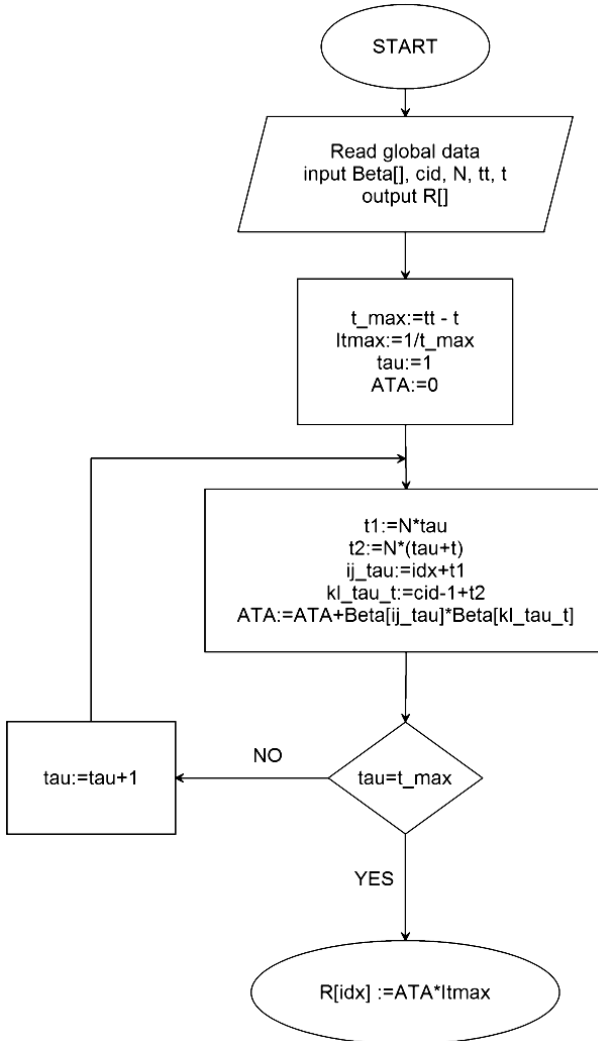 START
Read global data
input Beta[], cid, N, tt, t
output R[]
t_max:=tt - t
Itmax:=1/t_max
tau:=1
ATA:=0
t1:=N*tau
t2:=N*(tau+t)
ij_tau:=idx+t1
kl_tau_t:=cid-1+t2
ATA:=ATA+Beta[ij_tau]*Beta[kl_tau_t]
tau:=tau+1
NO
tau=t_max
YES
R[idx] :=ATA*Itmax